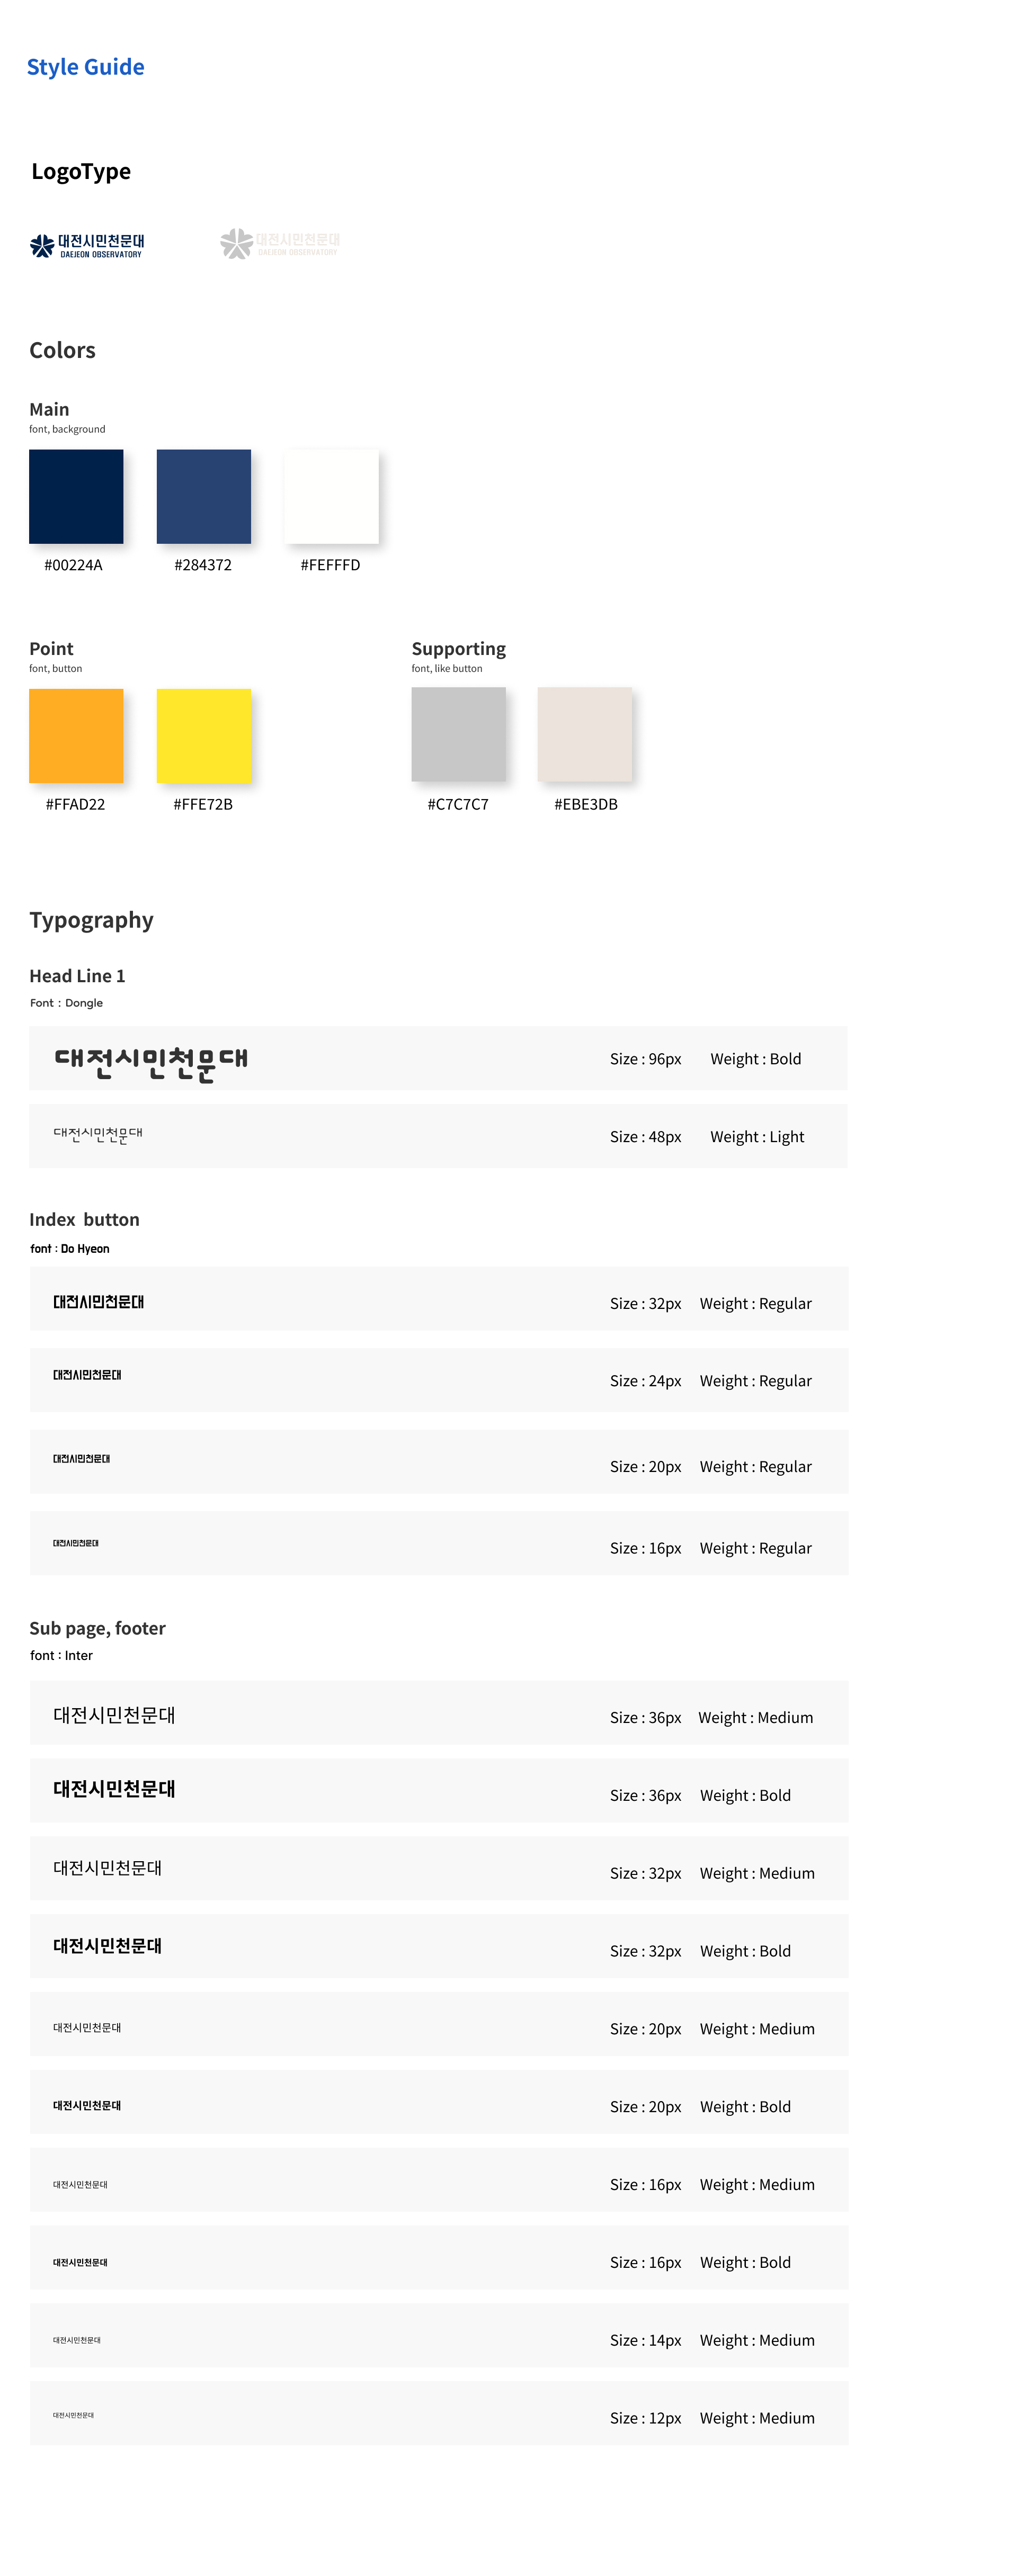 Style Guide
LogoType
대전시민천문대
DAEJEON OBSERVATORY
대전시민천문대
DAEJEON OBSERVATORY
Colors
Main
font, background
#00224A
#284372
#FEFFFD
Point
font, button
#FFAD22
#FFE72B
Supporting
font, like button
#C7C7C7
#EBE3DB
Typography
Head Line 1
Font : Dongle
대전시민천문대 Size : 96px Weight : Bold
대전시민천문대 Size : 48px Weight : Light
Index button
font : Do Hyeon
대전시민천문대 Size : 32px Weight : Regular
대전시민천문대 Size : 24px Weight : Regular
대전시민천문대 Size : 20px Weight : Regular
대전시민천문대 Size : 16px Weight : Regular
Sub page, footer
font : Inter
대전시민천문대 Size : 36px Weight : Medium
대전시민천문대 Size : 36px Weight : Bold
대전시민천문대 Size : 32px Weight : Medium
대전시민천문대 Size : 32px Weight : Bold
대전시민천문대 Size : 20px Weight : Medium
대전시민천문대 Size : 20px Weight : Bold
대전시민천문대 Size : 16px Weight : Medium
대전시민천문대 Size : 16px Weight : Bold
대전시민천문대 Size : 14px Weight : Medium
대전시민천문대 Size : 12px Weight : Medium